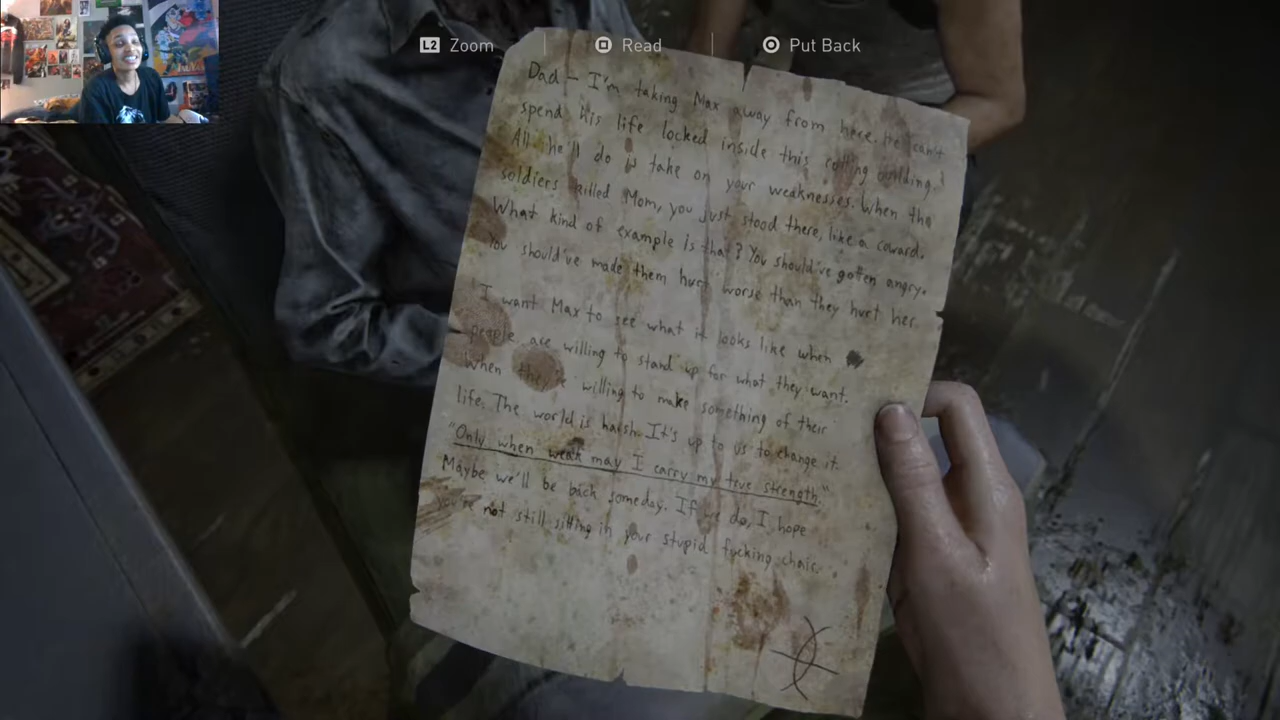 L2 Zoom
Read
Put Back
Dad - I'm taking Max away from here. He can't
spend his life locked inside this rotting building.
All he'll do is take on your weaknesses. When the
soldiers killed Mom, you just stood there, like a coward.
What kind of example is that? You should've gotten angry.
You should've made them hurt worse than they hurt her.
I want Max to see what it looks like when
people are willing to stand up for what they want.
When they're willing to make something of their
life. The world is harsh. It's up to us to change it.
"Only when weak may I carry my true strength."
Maybe we'll be back someday. If we do, I hope
you're not still sitting in your stupid fucking chair.